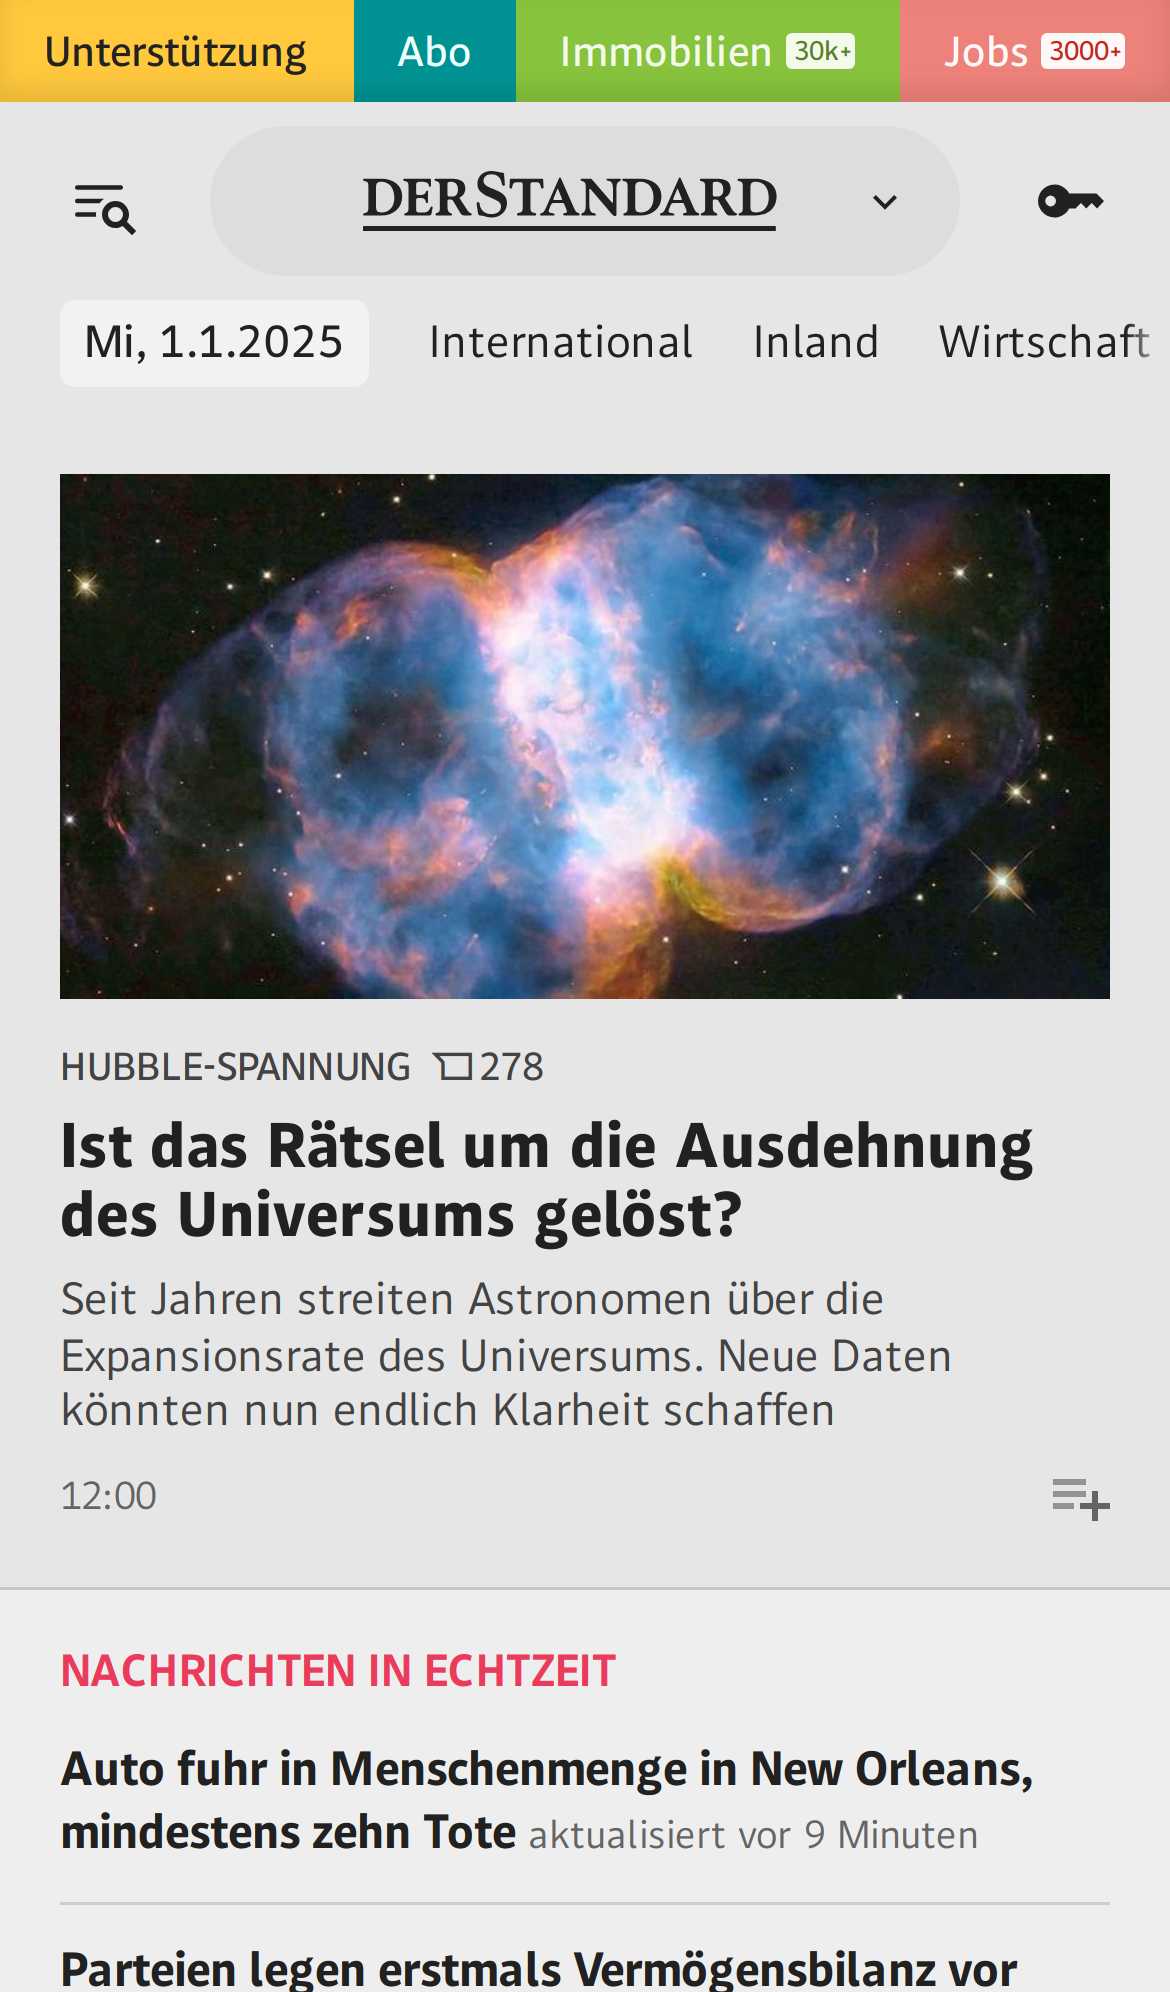 Unterstützung Abo Immobilien 30k+ Jobs 3000+
DERSTANDARD
Mi, 1.1.2025 International Inland Wirtschaft
HUBBLE-SPANNUNG 278
Ist das Rätsel um die Ausdehnung
des Universums gelöst?
Seit Jahren streiten Astronomen über die
Expansionsrate des Universums. Neue Daten
könnten nun endlich Klarheit schaffen
12:00
NACHRICHTEN IN ECHTZEIT
Auto fuhr in Menschenmenge in New Orleans,
mindestens zehn Tote aktualisiert vor 9 Minuten
Parteien legen erstmals Vermögensbilanz vor